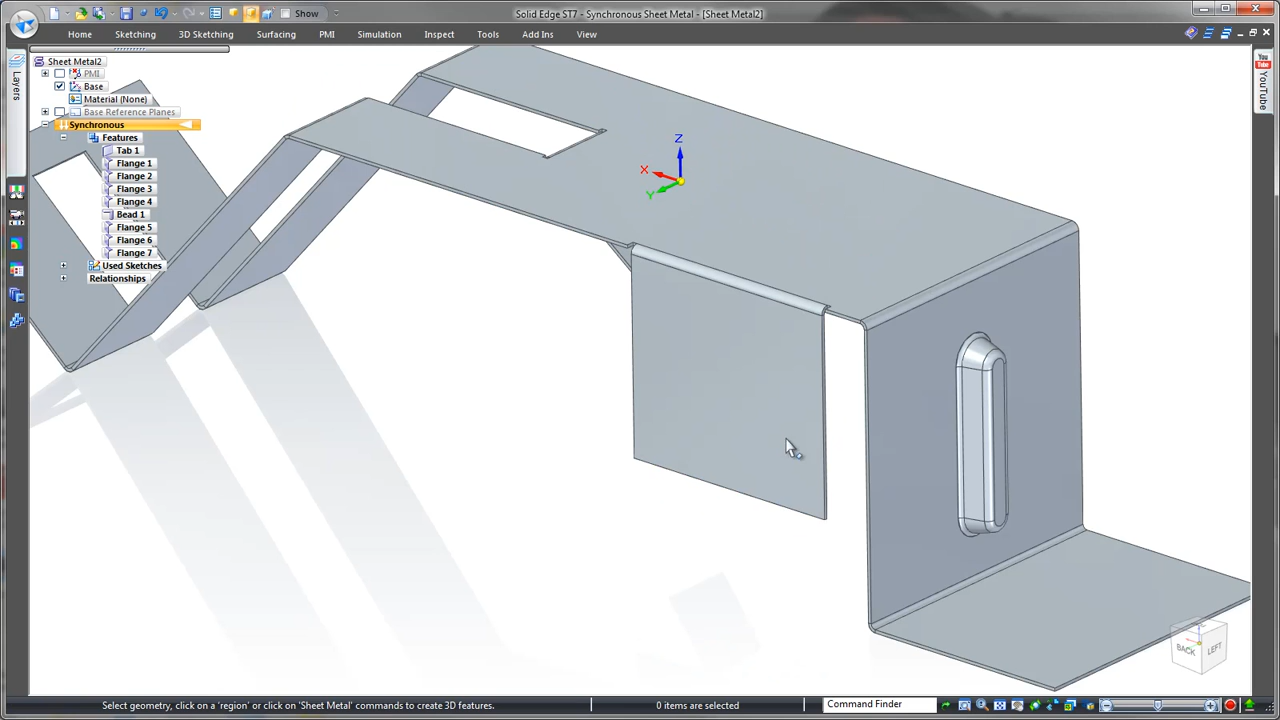 Show
Solid Edge ST7 - Synchronous Sheet Metal - [Sheet Metal2]
Home Sketching 3D Sketching Surfacing PMI Simulation Inspect Tools Add Ins View
Layers
Sheet Metal2
PMI
Base
Material (None)
Base Reference Planes
Synchronous
Features
Tab 1
Flange 1
Flange 2
Flange 3
Flange 4
Bead 1
Flange 5
Flange 6
Flange 7
Used Sketches
Relationships
Z
X
Y
You Tube
YouTube
BACK LEFT
Select geometry, click on a 'region' or click on 'Sheet Metal' commands to create 3D features. 0 items are selected Command Finder